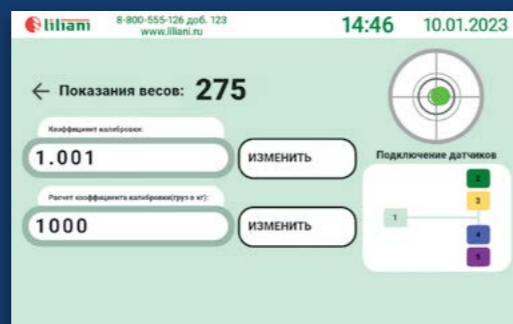 liliani
8-800-555-126 доб. 123
www.liliani.ru
14:46 10.01.2023
← Показания весов: 275
Коэффициент калибровки:
1.001 ИЗМЕНИТЬ
Расчет коэффициента калибровки(груз в кг):
1000 ИЗМЕНИТЬ
Подключение датчиков
1
2
3
4
5